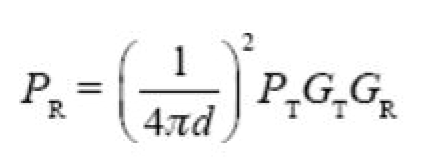 P_R = (1/(4πd))^2 P_T G_T G_R